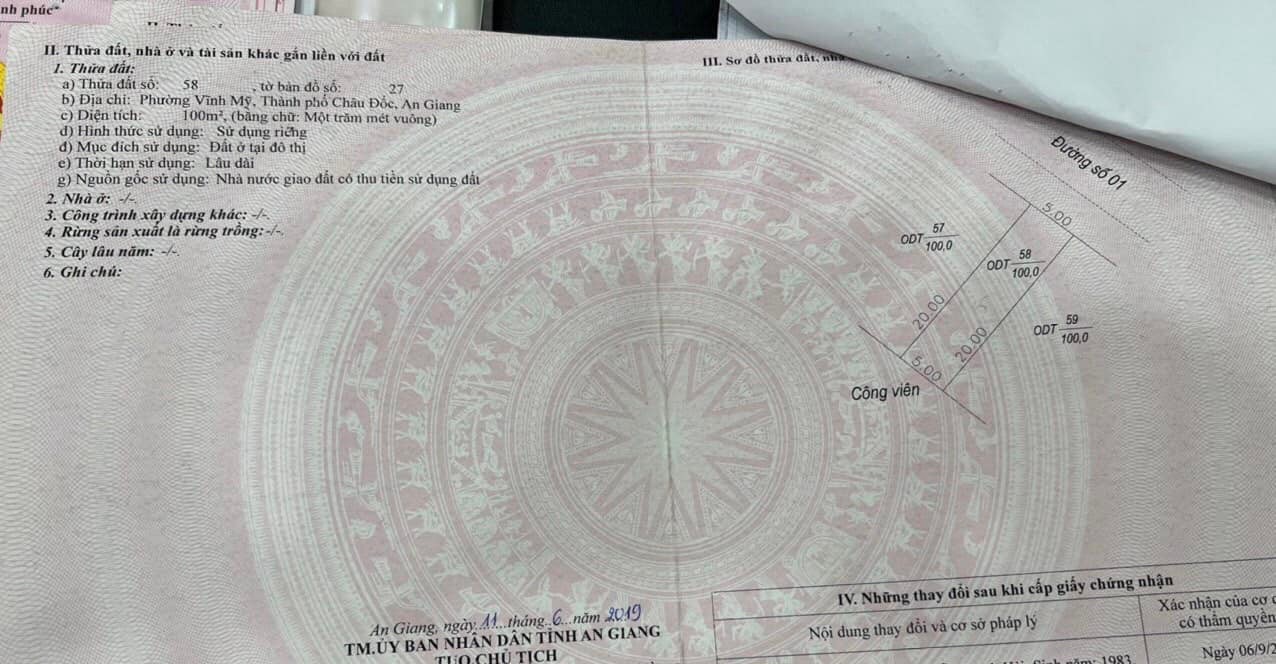 nh phúc"
II. Thửa đất, nhà ở và tài sản khác gắn liền với đất
1. Thửa đất:
a) Thửa đất số: 58 , tờ bản đồ số: 27
b) Địa chỉ: Phường Vĩnh Mỹ, Thành phố Châu Đốc, An Giang
c) Diện tích: 100m², (bằng chữ: Một trăm mét vuông)
d) Hình thức sử dụng: Sử dụng riêng
đ) Mục đích sử dụng: Đất ở tại đô thị
e) Thời hạn sử dụng: Lâu dài
g) Nguồn gốc sử dụng: Nhà nước giao đất có thu tiền sử dụng đất
2. Nhà ở: -/-.
3. Công trình xây dựng khác: -/-.
4. Rừng sản xuất là rừng trồng: -/-.
5. Cây lâu năm: -/-.
6. Ghi chú:
An Giang, ngày 11 tháng 6 năm 2019
TM.ỦY BAN NHÂN DÂN TỈNH AN GIANG
TUQ.CHỦ TỊCH
III. Sơ đồ thửa đất, nhà
Đường số 01
5.00
ODT 57/100,0
ODT 58/100,0
20.00
20.00
ODT 59/100,0
5.00
Công viên
IV. Những thay đổi sau khi cấp giấy chứng nhận
Nội dung thay đổi và cơ sở pháp lý
Xác nhận của cơ
có thẩm quyền
năm: 1983
Ngày 06/9/2